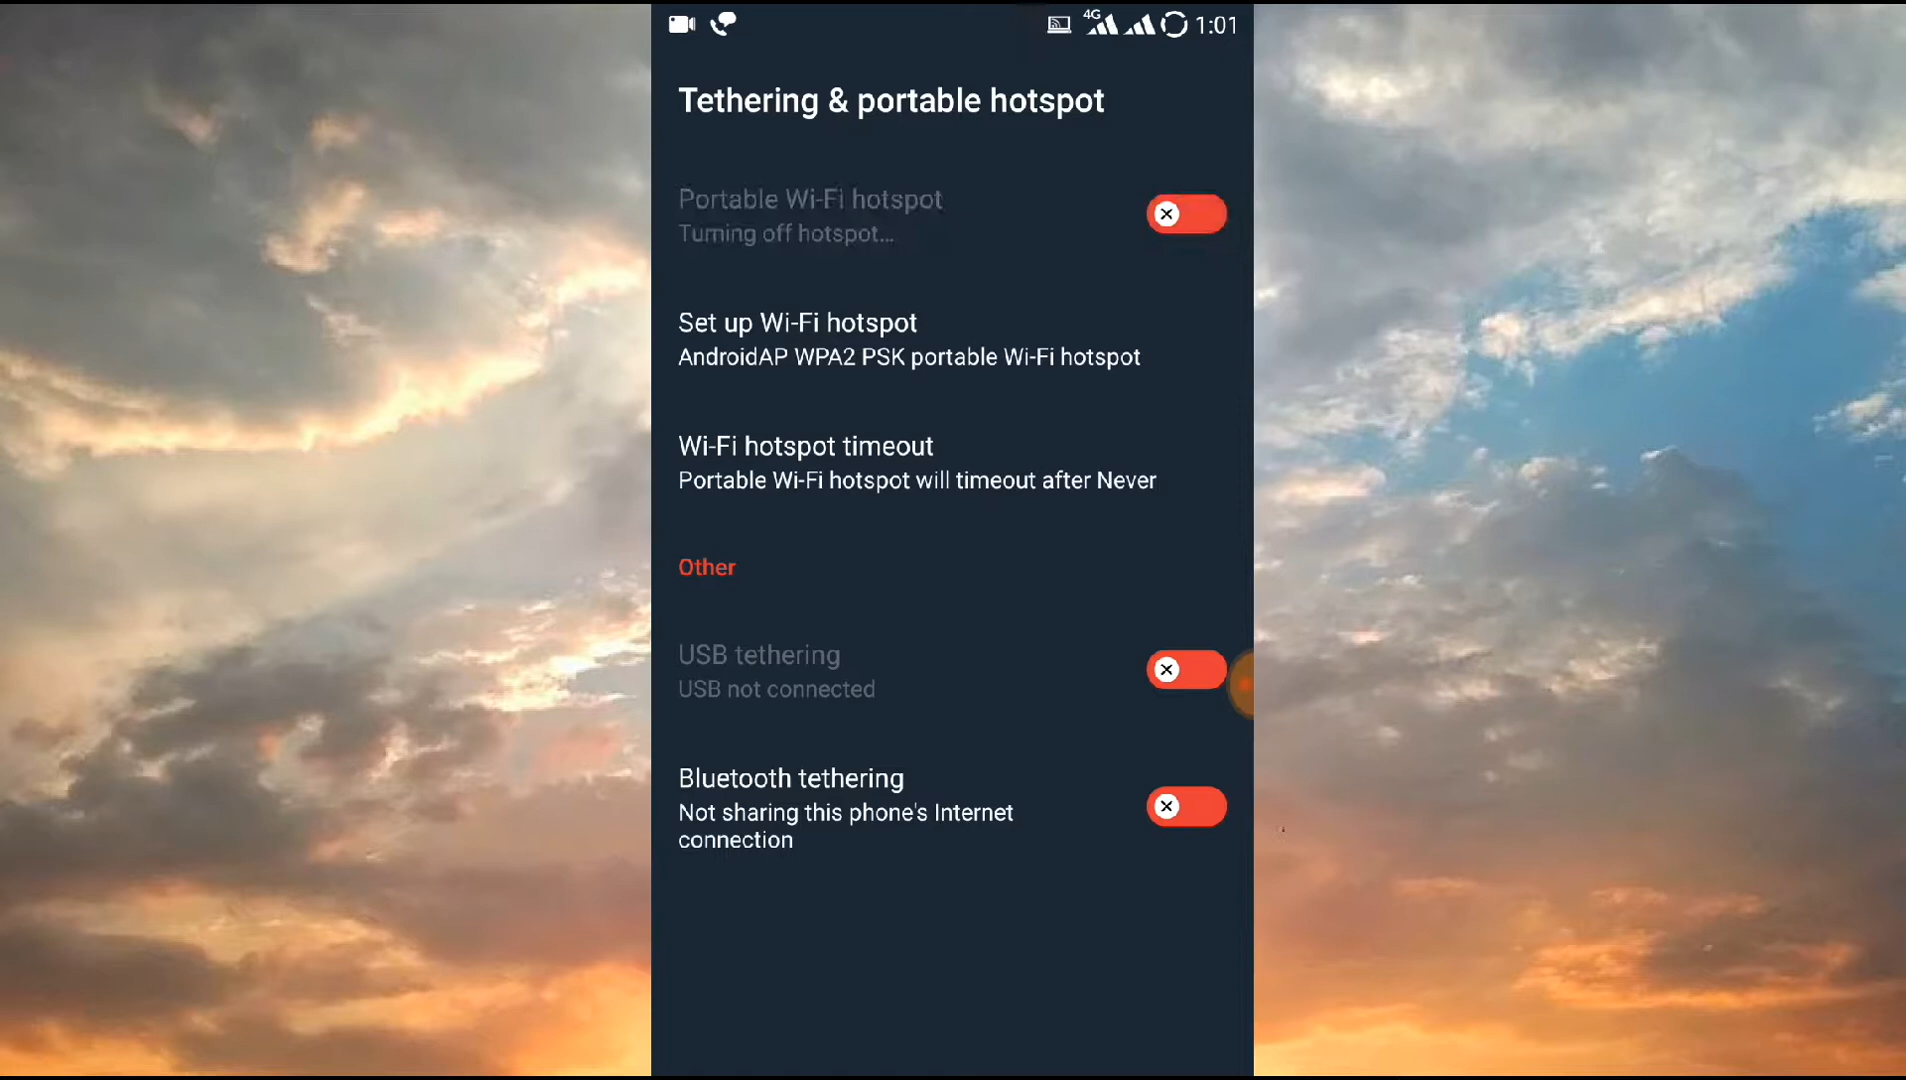 4G 1:01
Tethering & portable hotspot
Portable Wi-Fi hotspot
Turning off hotspot...
Set up Wi-Fi hotspot
AndroidAP WPA2 PSK portable Wi-Fi hotspot
Wi-Fi hotspot timeout
Portable Wi-Fi hotspot will timeout after Never
Other
USB tethering
USB not connected
Bluetooth tethering
Not sharing this phone's Internet
connection